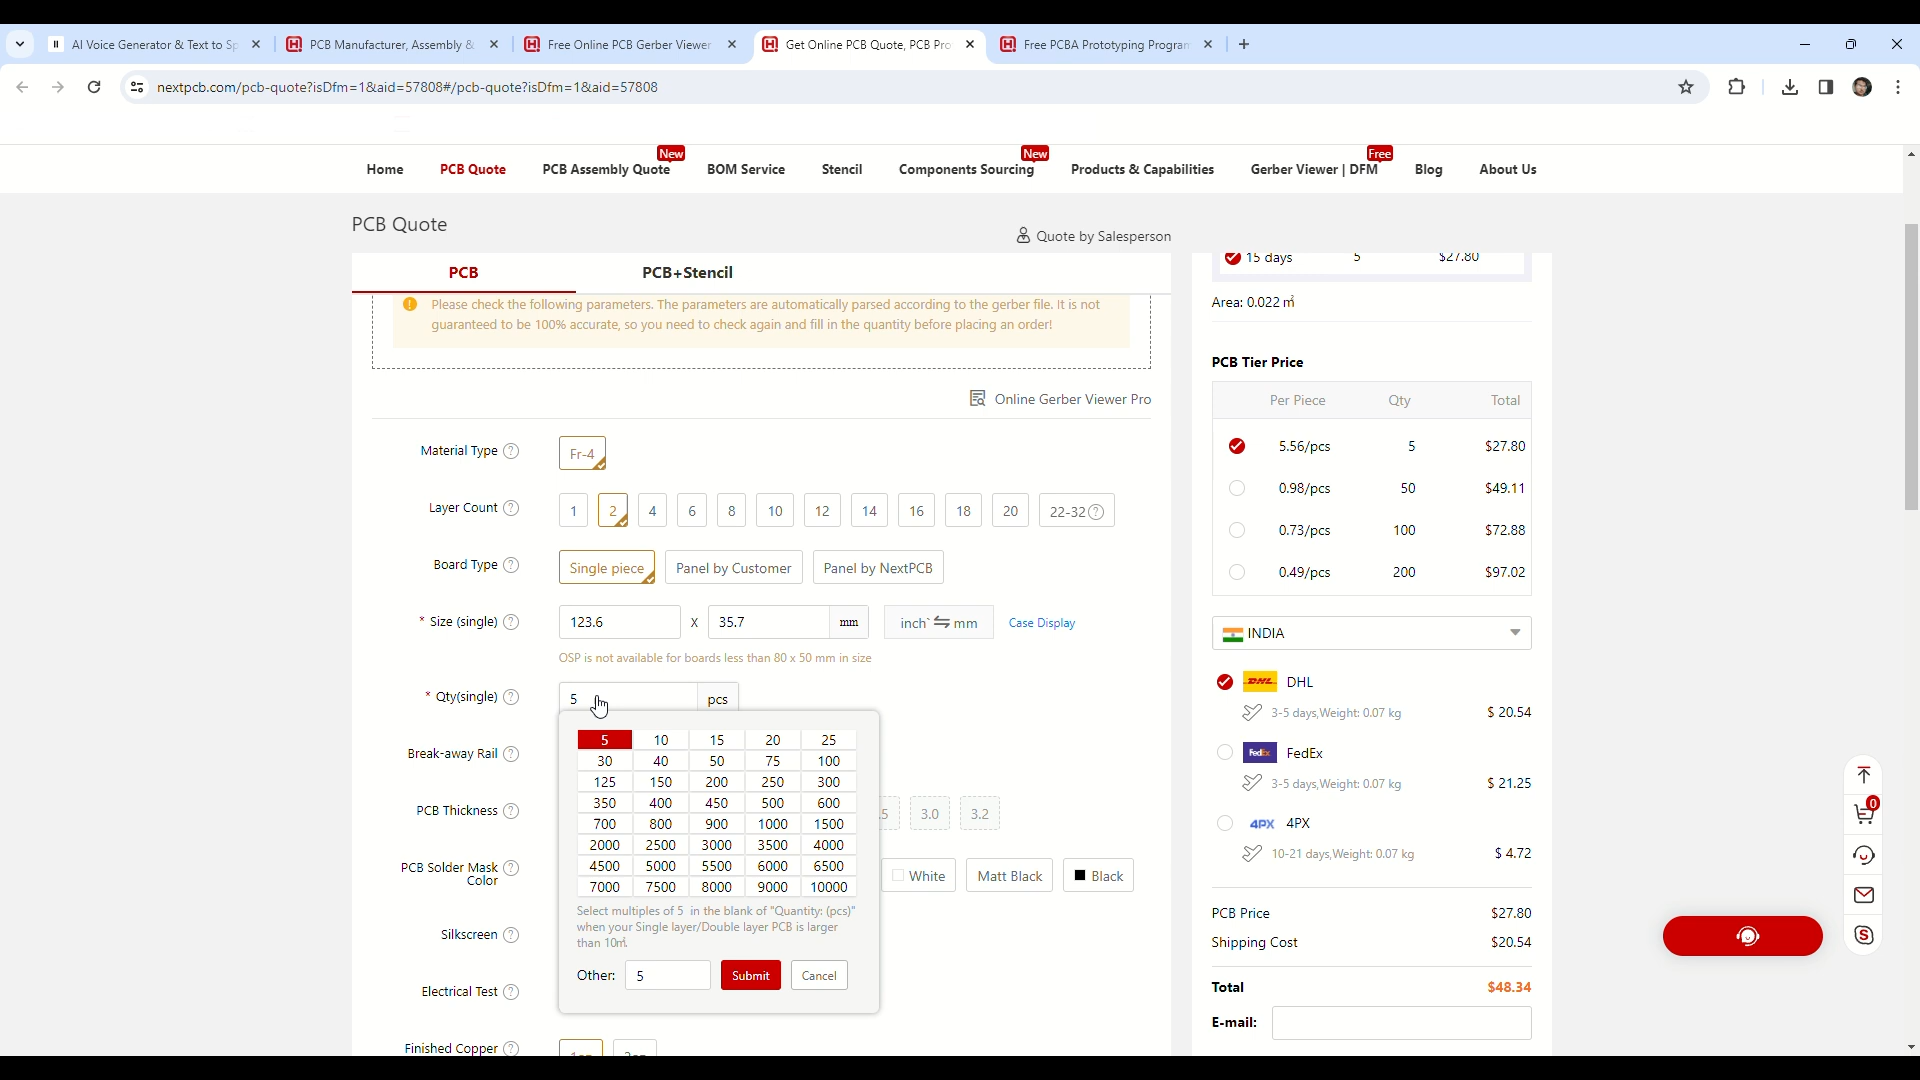 AI Voice Generator & Text to Sp
PCB Manufacturer, Assembly &
Free Online PCB Gerber Viewer
Get Online PCB Quote, PCB Pro
Free PCBA Prototyping Program
nextpcb.com/pcb-quote?isDfm=1&aid=57808#/pcb-quote?isDfm=1&aid=57808
New New Free
Home PCB Quote PCB Assembly Quote BOM Service Stencil Components Sourcing Products & Capabilities Gerber Viewer | DFM Blog About Us
PCB Quote
Quote by Salesperson
PCB PCB+Stencil
Please check the following parameters. The parameters are automatically parsed according to the gerber file. It is not
guaranteed to be 100% accurate, so you need to check again and fill in the quantity before placing an order!
Online Gerber Viewer Pro
Material Type ? Fr-4
Layer Count ? 1 2 4 6 8 10 12 14 16 18 20 22-32 ?
Board Type ? Single piece Panel by Customer Panel by NextPCB
* Size (single) ? 123.6 X 35.7 mm inch mm Case Display
OSP is not available for boards less than 80 x 50 mm in size
* Qty(single) ? 5 pcs
5 10 15 20 25
30 40 50 75 100
125 150 200 250 300
350 400 450 500 600
700 800 900 1000 1500
2000 2500 3000 3500 4000
4500 5000 5500 6000 6500
7000 7500 8000 9000 10000
Select multiples of 5 in the blank of "Quantity: (pcs)"
when your Single layer/Double layer PCB is larger
than 10㎡.
Other: 5 Submit Cancel
Break-away Rail ?
PCB Thickness ? .5 3.0 3.2
PCB Solder Mask
Color ? White Matt Black Black
Silkscreen ?
Electrical Test ?
Finished Copper ?
15 days 5 $27.80
Area: 0.022 ㎡
PCB Tier Price
Per Piece Qty Total
5.56/pcs 5 $27.80
0.98/pcs 50 $49.11
0.73/pcs 100 $72.88
0.49/pcs 200 $97.02
INDIA
DHL DHL
3-5 days,Weight: 0.07 kg $ 20.54
FedEx FedEx
3-5 days,Weight: 0.07 kg $ 21.25
4PX 4PX
10-21 days,Weight: 0.07 kg $ 4.72
PCB Price $27.80
Shipping Cost $20.54
Total $48.34
E-mail:
0